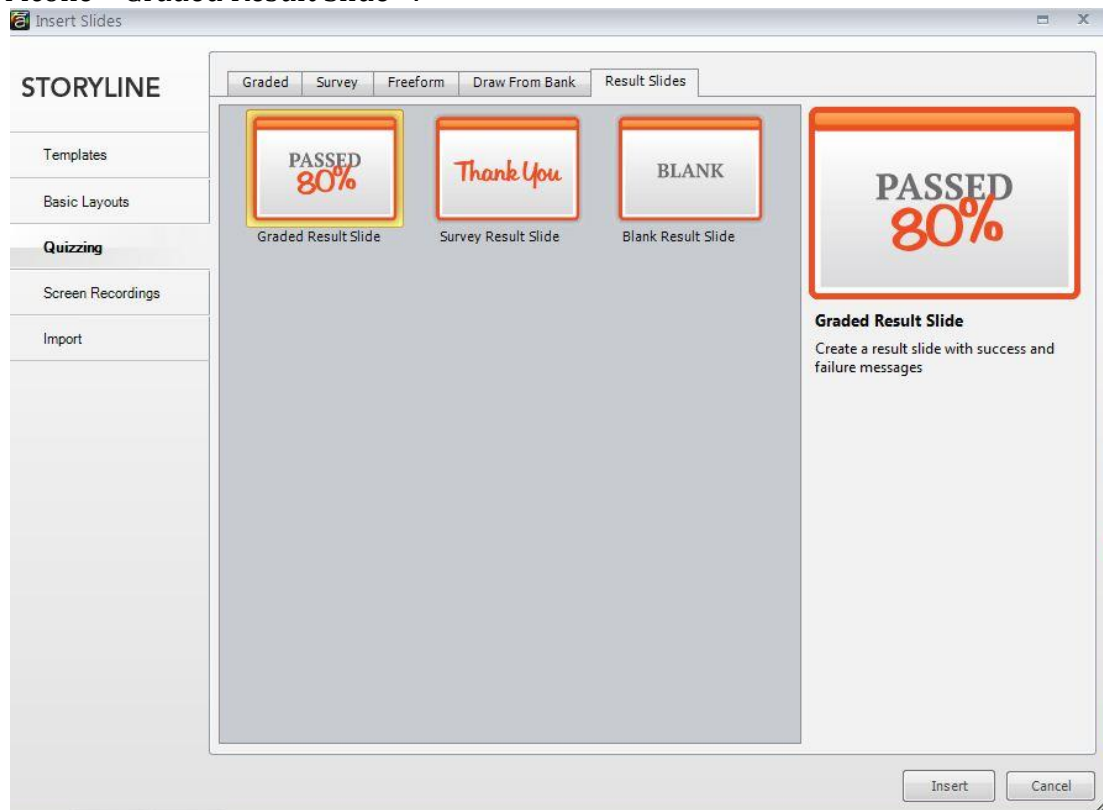 Insert Slides
STORYLINE
Templates
Basic Layouts
Quizzing
Screen Recordings
Import
Graded Survey Freeform Draw From Bank Result Slides
PASSED
80%
Graded Result Slide
Thank You
Survey Result Slide
BLANK
Blank Result Slide
PASSED
80%
Graded Result Slide
Create a result slide with success and
failure messages
Insert Cancel